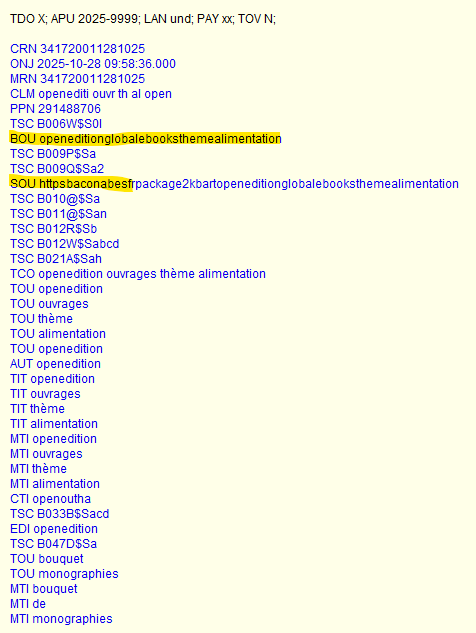 TDO X; APU 2025-9999; LAN und; PAY xx; TOV N;
CRN 341720011281025
ONJ 2025-10-28 09:58:36.000
MRN 341720011281025
CLM openediti ouvr th al open
PPN 291488706
TSC B006W$S0l
BOU openeditionglobalebooksthemealimentation
TSC B009P$Sa
TSC B009Q$Sa2
SOU httpsbaconabesfrpackage2kbartopeneditionglobalebooksthemealimentation
TSC B010@$Sa
TSC B011@$San
TSC B012R$Sb
TSC B012W$Sabcd
TSC B021A$Sah
TCO openedition ouvrages thème alimentation
TOU openedition
TOU ouvrages
TOU thème
TOU alimentation
TOU openedition
AUT openedition
TIT openedition
TIT ouvrages
TIT thème
TIT alimentation
MTI openedition
MTI ouvrages
MTI thème
MTI alimentation
CTI openoutha
TSC B033B$Sacd
EDI openedition
TSC B047D$Sa
TOU bouquet
TOU monographies
MTI bouquet
MTI de
MTI monographies